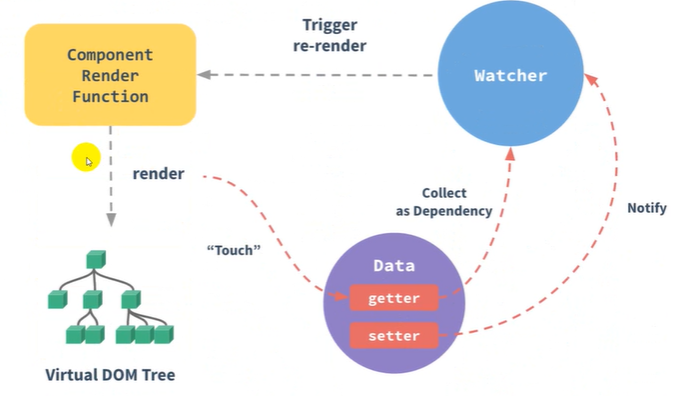 Trigger
re-render
Component
Render
Function
Watcher
render
Collect
as Dependency
Notify
“Touch”
Data
getter
setter
Virtual DOM Tree